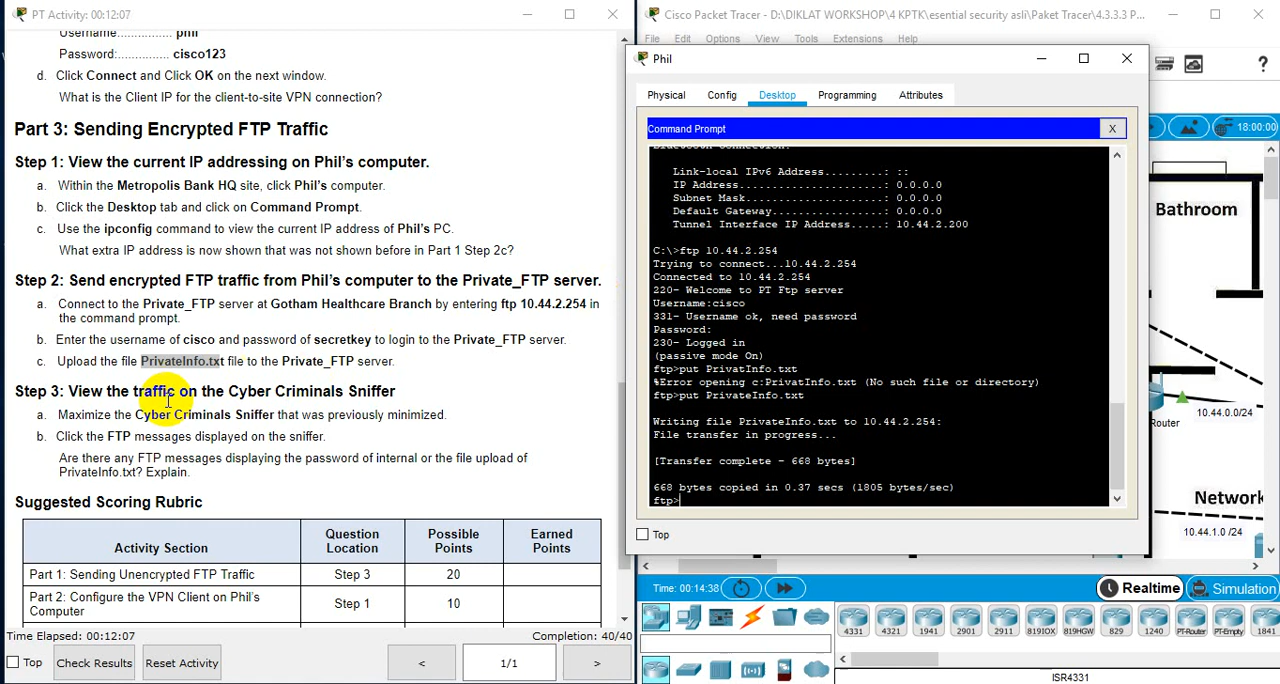 PT Activity: 00:12:07
Username............... phil
Password:............... cisco123
d. Click Connect and Click OK on the next window.
What is the Client IP for the client-to-site VPN connection?
Part 3: Sending Encrypted FTP Traffic
Step 1: View the current IP addressing on Phil's computer.
a. Within the Metropolis Bank HQ site, click Phil's computer.
b. Click the Desktop tab and click on Command Prompt.
c. Use the ipconfig command to view the current IP address of Phil's PC.
What extra IP address is now shown that was not shown before in Part 1 Step 2c?
Step 2: Send encrypted FTP traffic from Phil's computer to the Private_FTP server.
a. Connect to the Private_FTP server at Gotham Healthcare Branch by entering ftp 10.44.2.254 in
the command prompt.
b. Enter the username of cisco and password of secretkey to login to the Private_FTP server.
c. Upload the file PrivateInfo.txt file to the Private_FTP server.
Step 3: View the traffic on the Cyber Criminals Sniffer
a. Maximize the Cyber Criminals Sniffer that was previously minimized.
b. Click the FTP messages displayed on the sniffer.
Are there any FTP messages displaying the password of internal or the file upload of
PrivateInfo.txt? Explain.
Suggested Scoring Rubric
Activity Section
Question Location
Possible Points
Earned Points
Part 1: Sending Unencrypted FTP Traffic Step 3 20
Part 2: Configure the VPN Client on Phil's
Computer
Step 1 10
Time Elapsed: 00:12:07 Completion: 40/40
Top Check Results Reset Activity < 1/1 >
Cisco Packet Tracer - D:\DIKLAT WORKSHOP\4 KPTK\esential security asli\Paket Tracer\4.3.3.3 P...
File Edit Options View Tools Extensions Help
?
Phil
Physical Config Desktop Programming Attributes
Command Prompt X
Bluetooth Connection:
Link-local IPv6 Address.........: ::
IP Address......................: 0.0.0.0
Subnet Mask.....................: 0.0.0.0
Default Gateway.................: 0.0.0.0
Tunnel Interface IP Address.....: 10.44.2.200
C:\>ftp 10.44.2.254
Trying to connect...10.44.2.254
Connected to 10.44.2.254
220- Welcome to PT Ftp server
Username:cisco
331- Username ok, need password
Password:
230- Logged in
(passive mode On)
ftp>put PrivatInfo.txt
%Error opening c:PrivatInfo.txt (No such file or directory)
ftp>put PrivateInfo.txt
Writing file PrivateInfo.txt to 10.44.2.254:
File transfer in progress...
[Transfer complete - 668 bytes]
668 bytes copied in 0.37 secs (1805 bytes/sec)
ftp>
Top
18:00:00
Bathroom
10.44.0.0/24
Router
Network
10.44.1.0 /24
Time: 00:14:38 Realtime Simulation
4331 4321 1941 2901 2911 819IOX 819HGW 829 1240 PT-Router PT-Empty 1841
ISR4331